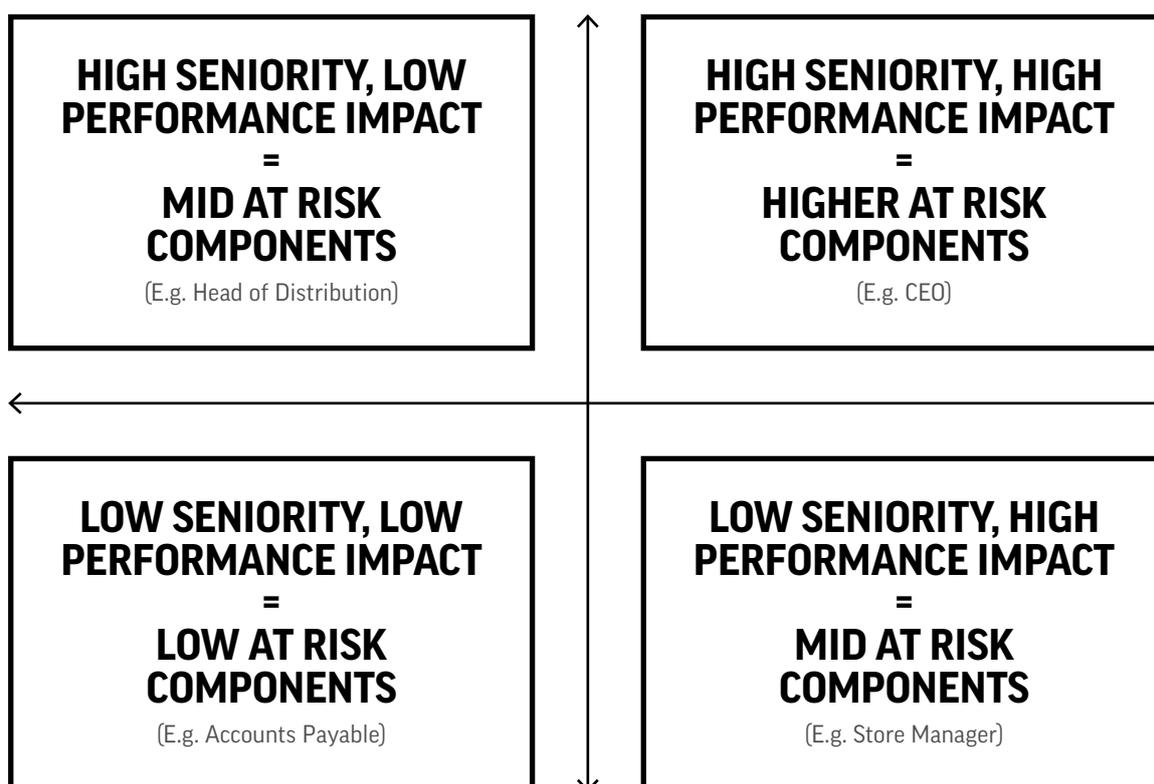 HIGH SENIORITY, LOW
PERFORMANCE IMPACT
=
MID AT RISK
COMPONENTS
(E.g. Head of Distribution)
HIGH SENIORITY, HIGH
PERFORMANCE IMPACT
=
HIGHER AT RISK
COMPONENTS
(E.g. CEO)
LOW SENIORITY, LOW
PERFORMANCE IMPACT
=
LOW AT RISK
COMPONENTS
(E.g. Accounts Payable)
LOW SENIORITY, HIGH
PERFORMANCE IMPACT
=
MID AT RISK
COMPONENTS
(E.g. Store Manager)